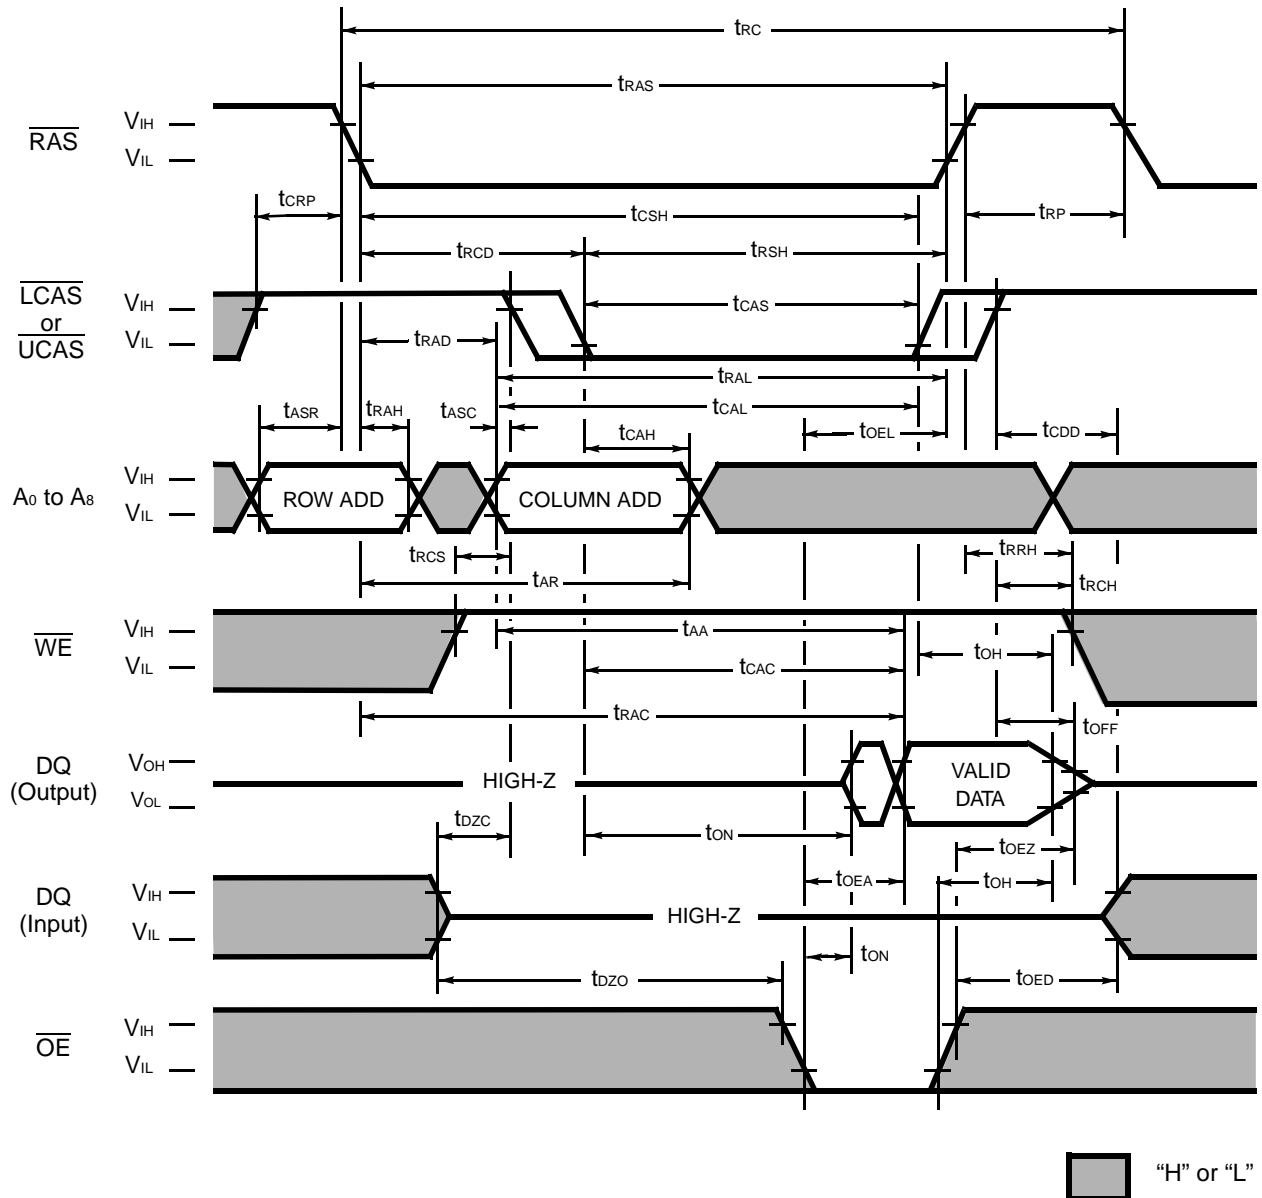 tRC
tRAS
RAS
VIH
VIL
tCRP
tCSH
tRP
tRCD
tRSH
LCAS
or
UCAS
VIH
VIL
tCAS
tRAD
tRAL
tCAL
tASR
tRAH
tASC
tCAH
tOEL
tCDD
A0 to A8
VIH
VIL
ROW ADD
COLUMN ADD
tRCS
tRRH
tAR
tRCH
WE
VIH
VIL
tAA
tOH
tCAC
tRAC
tOFF
DQ
(Output)
VOH
VOL
HIGH-Z
VALID
DATA
tDZC
tON
tOEZ
tOEA
tOH
DQ
(Input)
VIH
VIL
HIGH-Z
tON
tDZO
tOED
OE
VIH
VIL
“H” or “L”